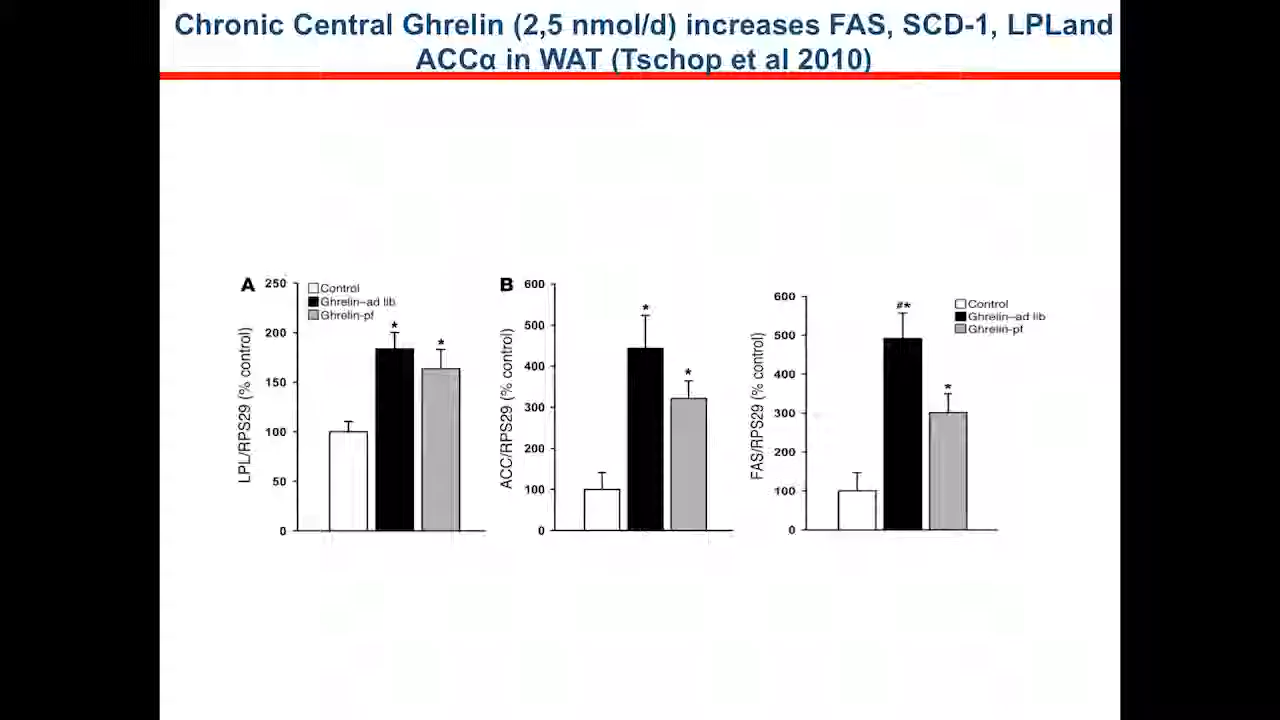 Chronic Central Ghrelin (2,5 nmol/d) increases FAS, SCD-1, LPLand
ACCα in WAT (Tschop et al 2010)
A
250
200
150
100
50
0
LPL/RPS29 (% control)
Control
Ghrelin–ad lib
Ghrelin-pf
*
*
B
600
500
400
300
200
100
0
ACC/RPS29 (% control)
*
*
600
500
400
300
200
100
0
FAS/RPS29 (% control)
#*
*
Control
Ghrelin–ad lib
Ghrelin-pf